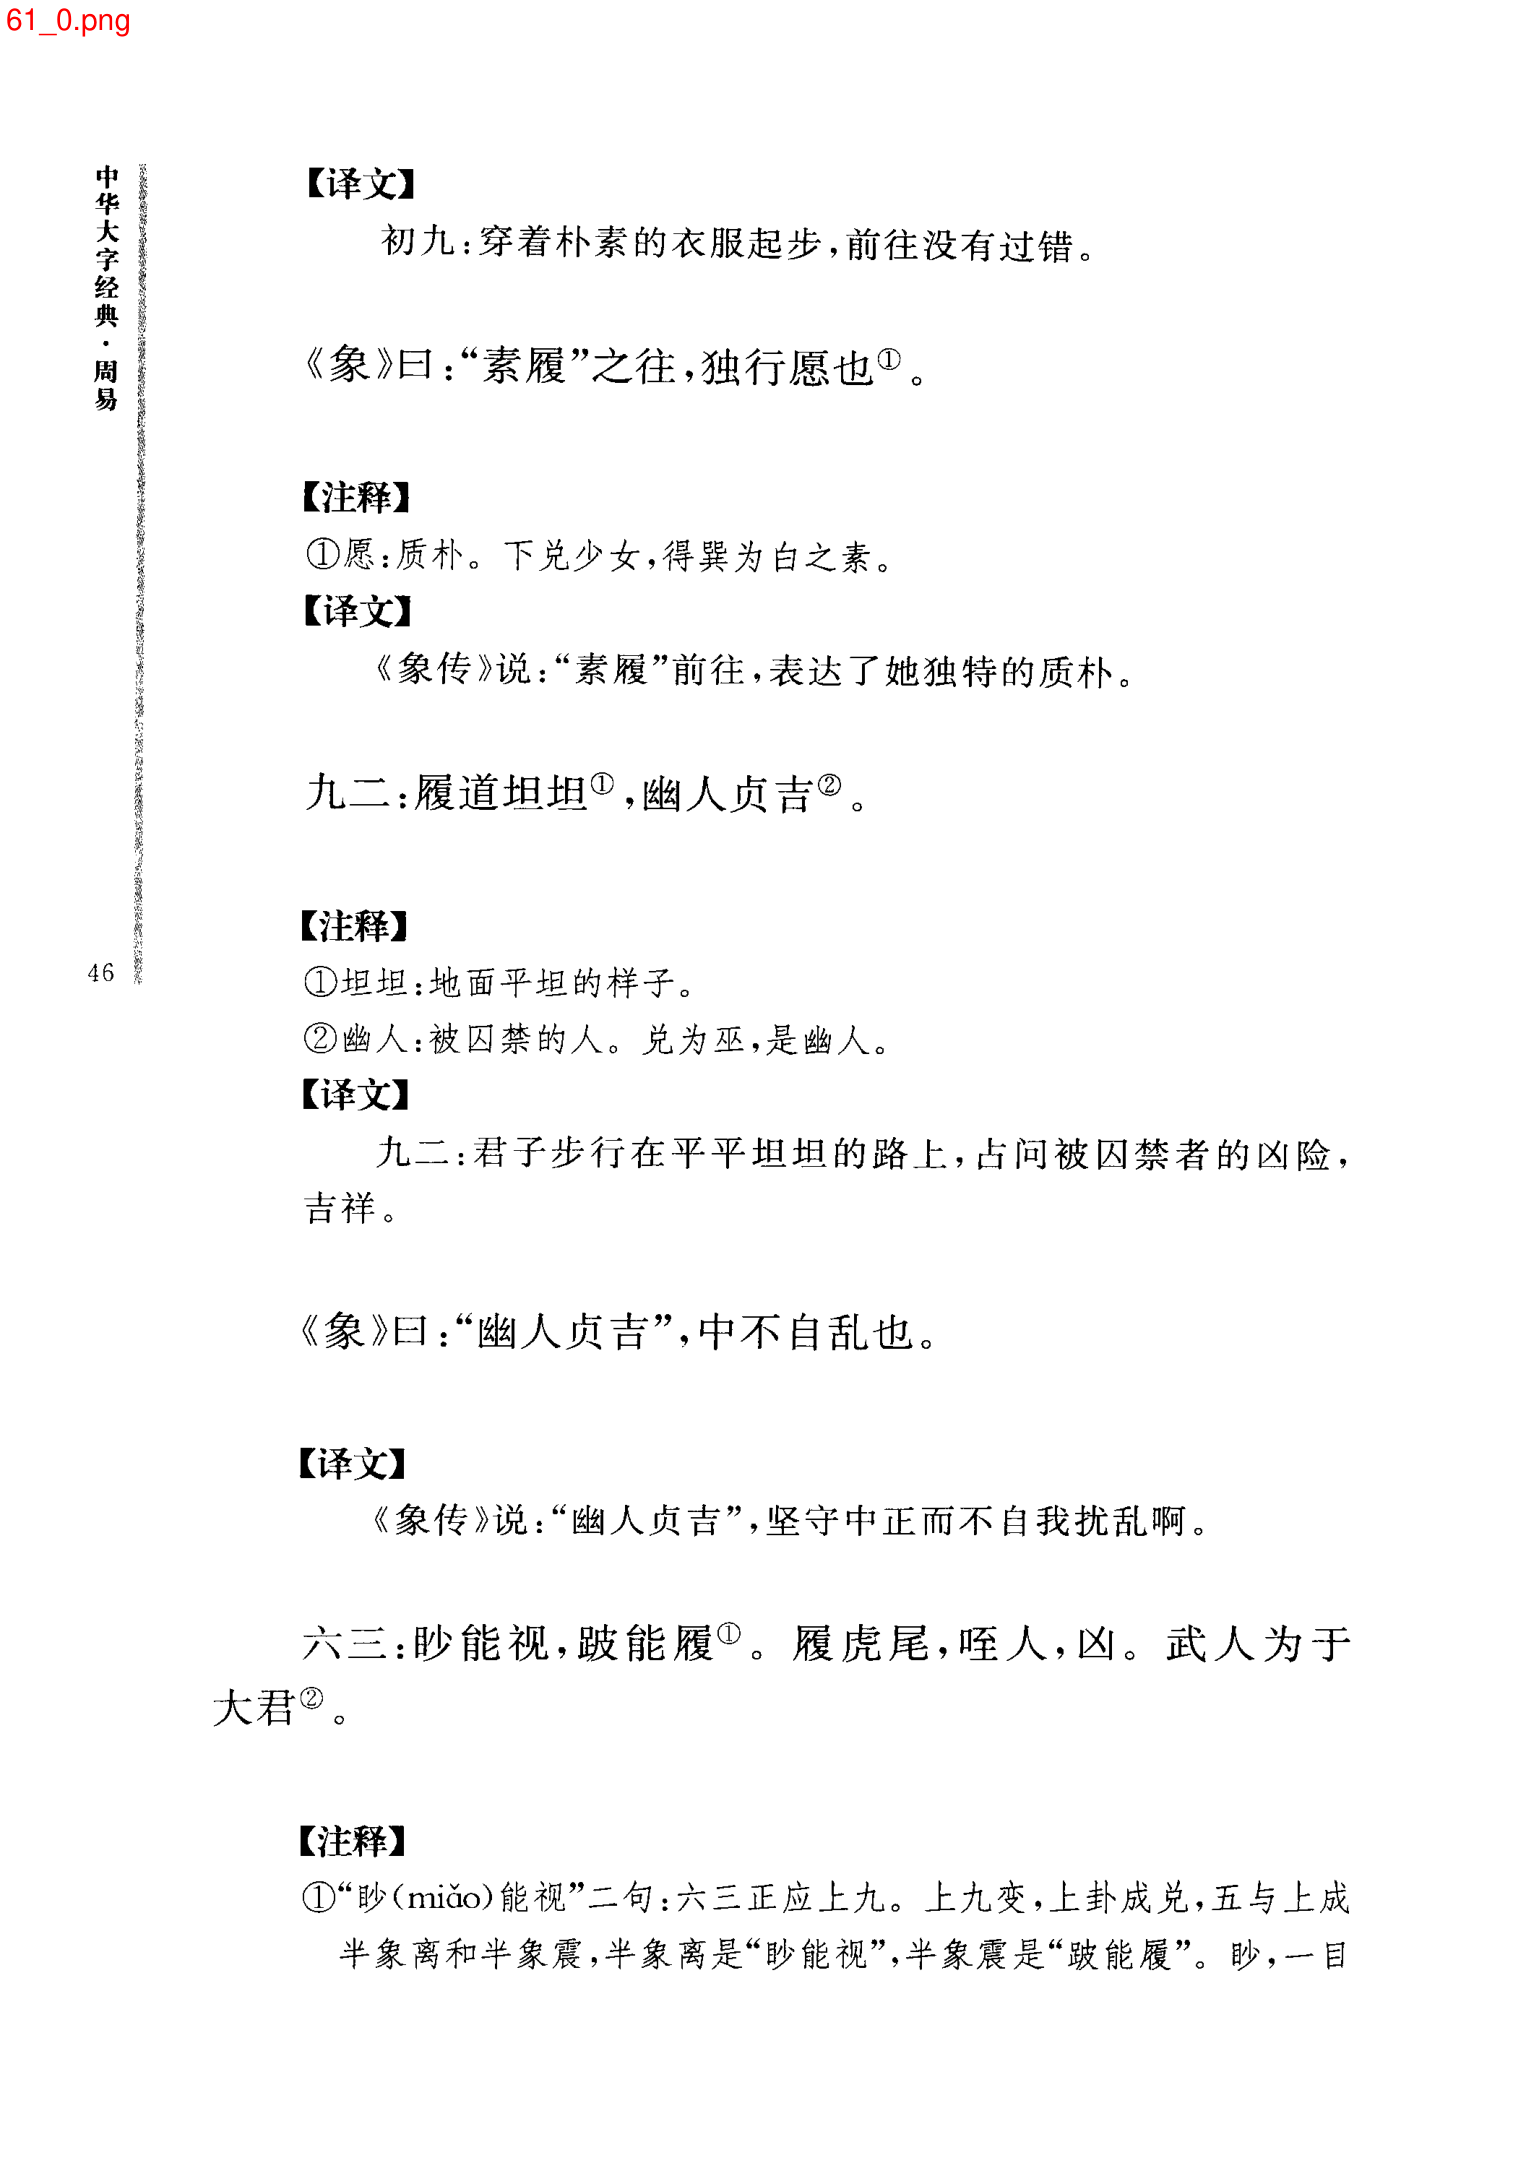 61_0.png
中华大字经典·周易
46
【译文】
初九:穿着朴素的衣服起步,前往没有过错。
《象》曰:“素履”之往,独行愿也①。
【注释】
①愿:质朴。下兑少女,得巽为白之素。
【译文】
《象传》说:“素履”前往,表达了她独特的质朴。
九二:履道坦坦①,幽人贞吉②。
【注释】
①坦坦:地面平坦的样子。
②幽人:被囚禁的人。兑为巫,是幽人。
【译文】
九二:君子步行在平平坦坦的路上,占问被囚禁者的凶险,
吉祥。
《象》曰:“幽人贞吉”,中不自乱也。
【译文】
《象传》说:“幽人贞吉”,坚守中正而不自我扰乱啊。
六三:眇能视,跛能履①。履虎尾,咥人,凶。武人为于
大君②。
【注释】
①“眇(miǎo)能视”二句:六三正应上九。上九变,上卦成兑,五与上成
半象离和半象震,半象离是“眇能视”,半象震是“跛能履”。眇,一目